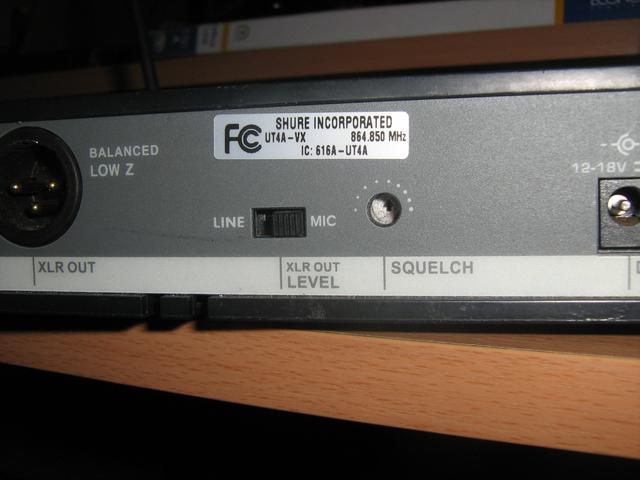 SHURE INCORPORATED
FC UT4A-VX 864.850 MHz
IC: 616A-UT4A
BALANCED
LOW Z
LINE MIC
12-18V
XLR OUT
XLR OUT
LEVEL
SQUELCH